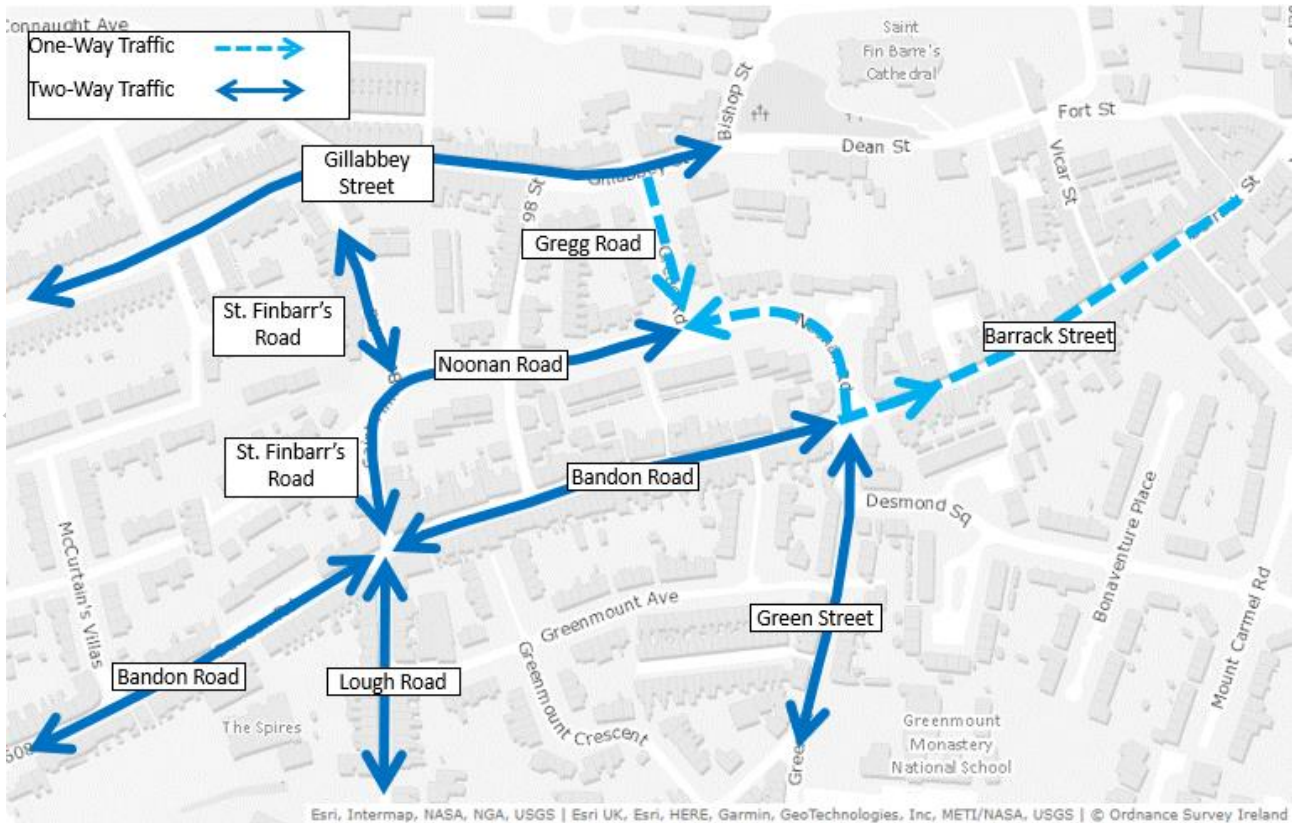 Connaught Ave
One-Way Traffic
Two-Way Traffic
Saint
Fin Barre's
Cathedral
Bishop St
Fort St
Dean St
Vicar St
Gillabbey
Street
98 St
Gregg Road
St. Finbarr's
Road
Noonan Road
Barrack Street
St. Finbarr's
Road
Bandon Road
Desmond Sq
McCurtain's Villas
Bonaventure Place
Greenmount Ave
Green Street
Mount Carmel Rd
Bandon Road
Lough Road
Greenmount Crescent
The Spires
Greenmount
Monastery
National School
Esri, Intermap, NASA, NGA, USGS | Esri UK, Esri, HERE, Garmin, GeoTechnologies, Inc, METI/NASA, USGS | © Ordnance Survey Ireland